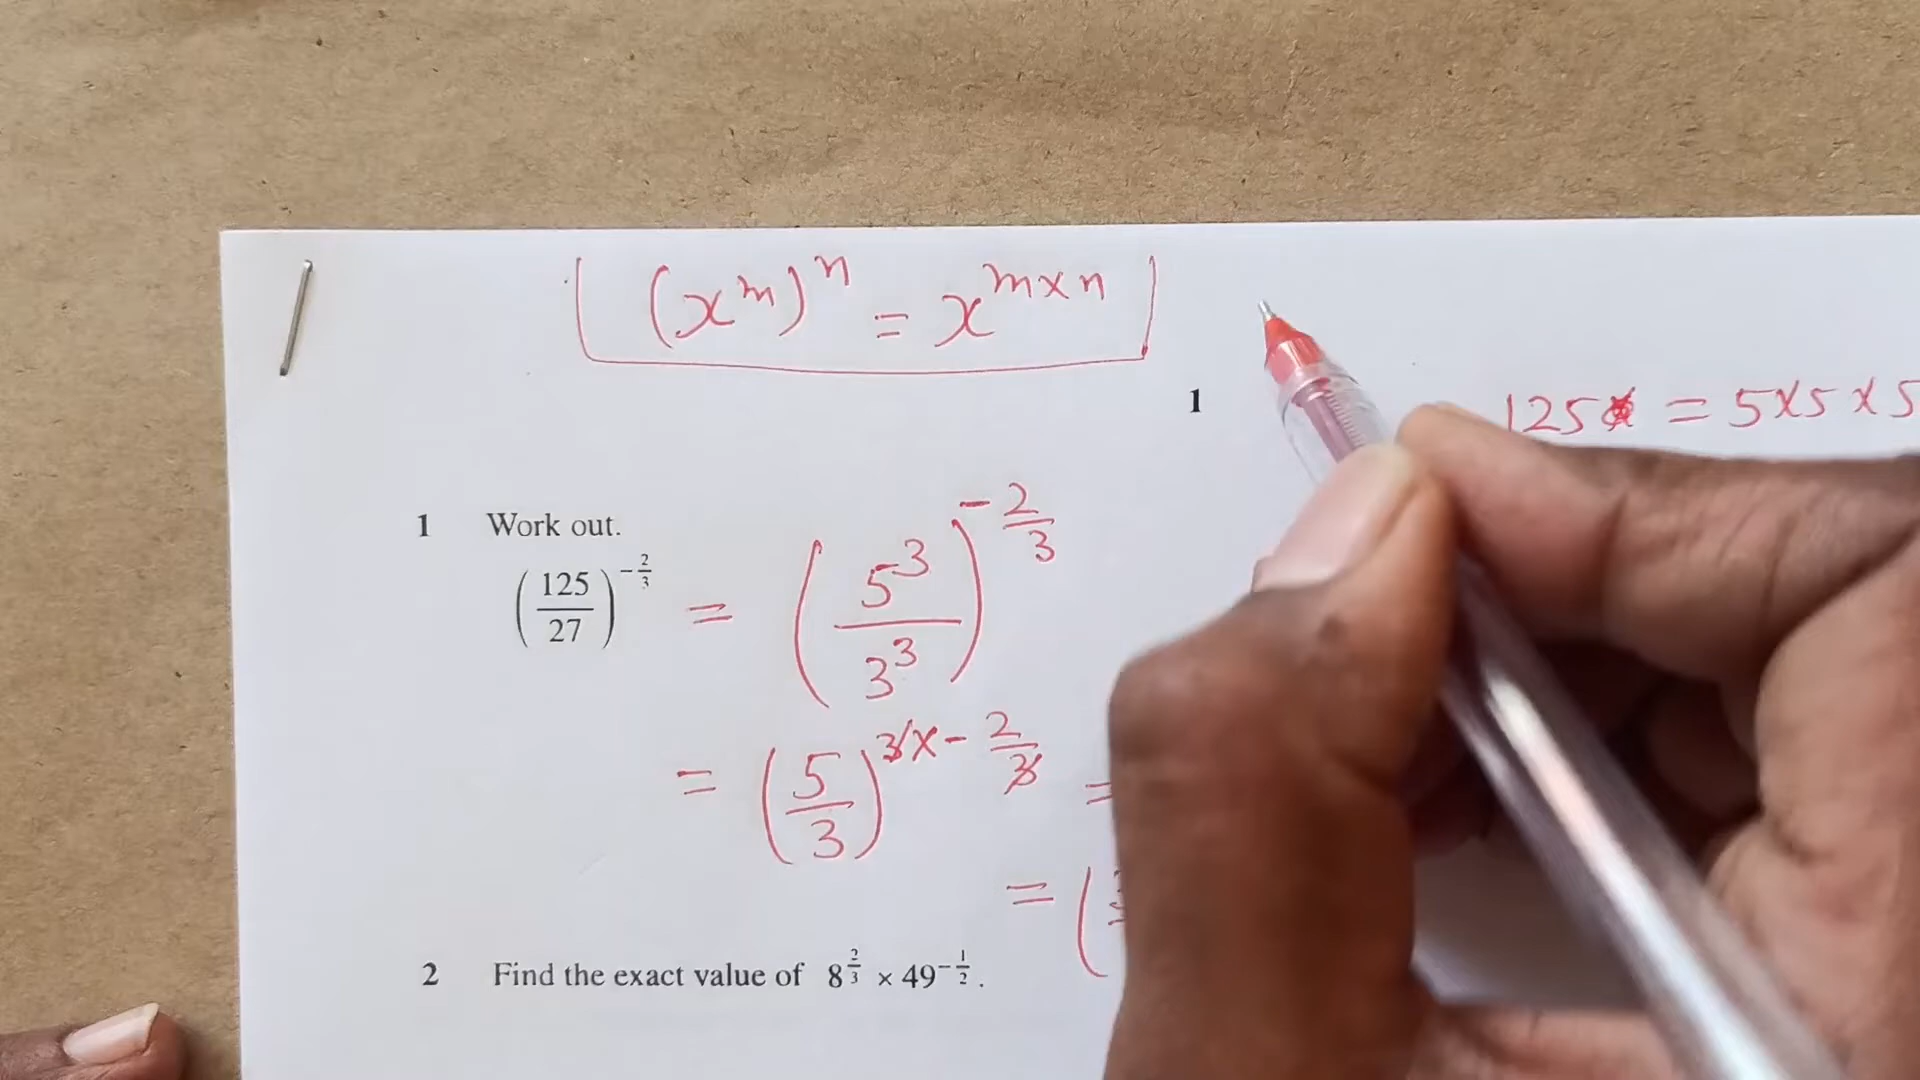 (x^m)^n = x^{m×n}
1
125 = 5×5×5
1 Work out.
(125/27)^{-2/3} = (5^3/3^3)^{-2/3}
= (5/3)^{3×-2/3} =
= (
2 Find the exact value of 8^{2/3} × 49^{-1/2}.